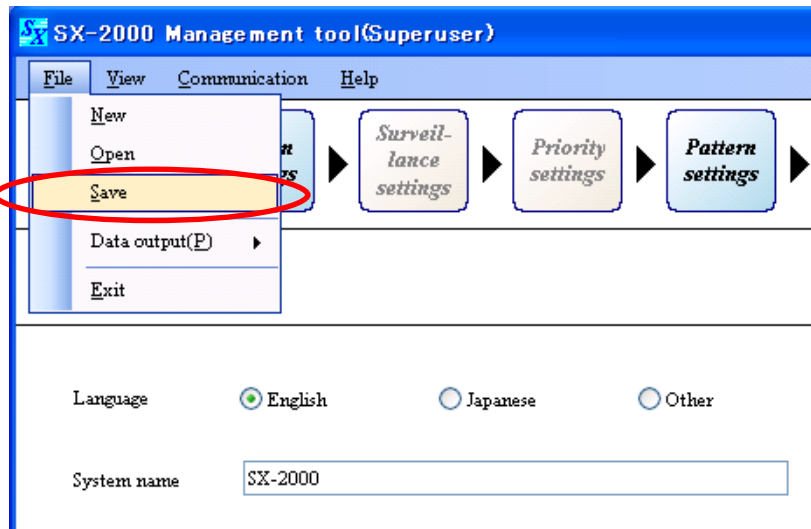 SX SX-2000 Management tool(Superuser)
File View Communication Help
New
Open
Save
Data output(P)
Exit
Surveil-
lance
settings
Priority
settings
Pattern
settings
Language English Japanese Other
System name SX-2000